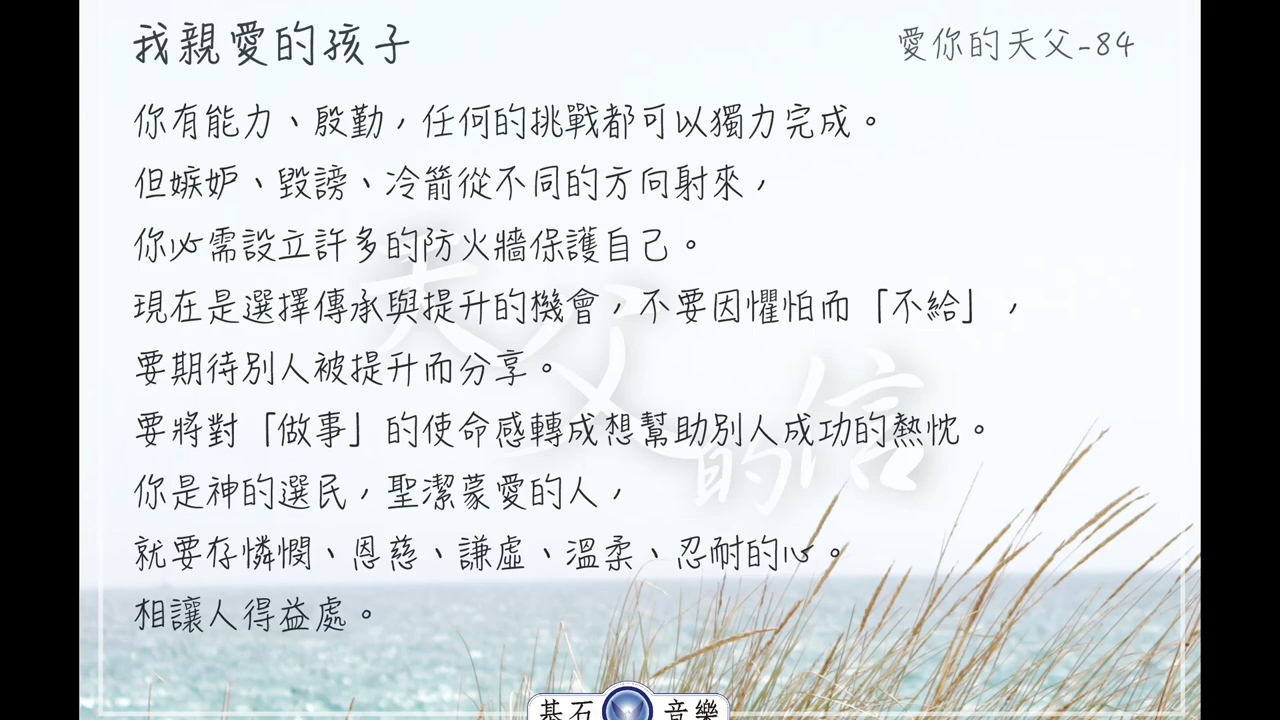 我親愛的孩子
愛你的天父-84
你有能力、殷勤，任何的挑戰都可以獨力完成。
但嫉妒、毀謗、冷箭從不同的方向射來，
你必需設立許多的防火牆保護自己。
現在是選擇傳承與提升的機會，不要因懼怕而「不給」，
要期待別人被提升而分享。
要將對「做事」的使命感轉成想幫助別人成功的熱忱。
你是神的選民，聖潔蒙愛的人，
就要存憐憫、恩慈、謙虛、溫柔、忍耐的心。
相讓人得益處。
天父的信
基石音樂